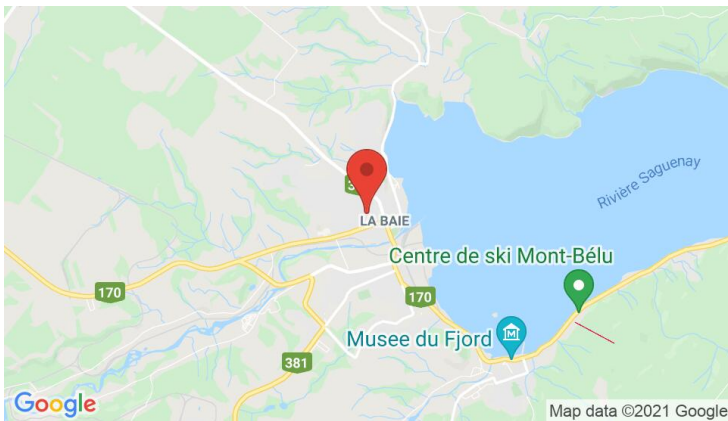 Rivière Saguenay
3
LA BAIE
Centre de ski Mont-Bélu
170
170
Musee du Fjord
M
381
Google
Map data ©2021 Google